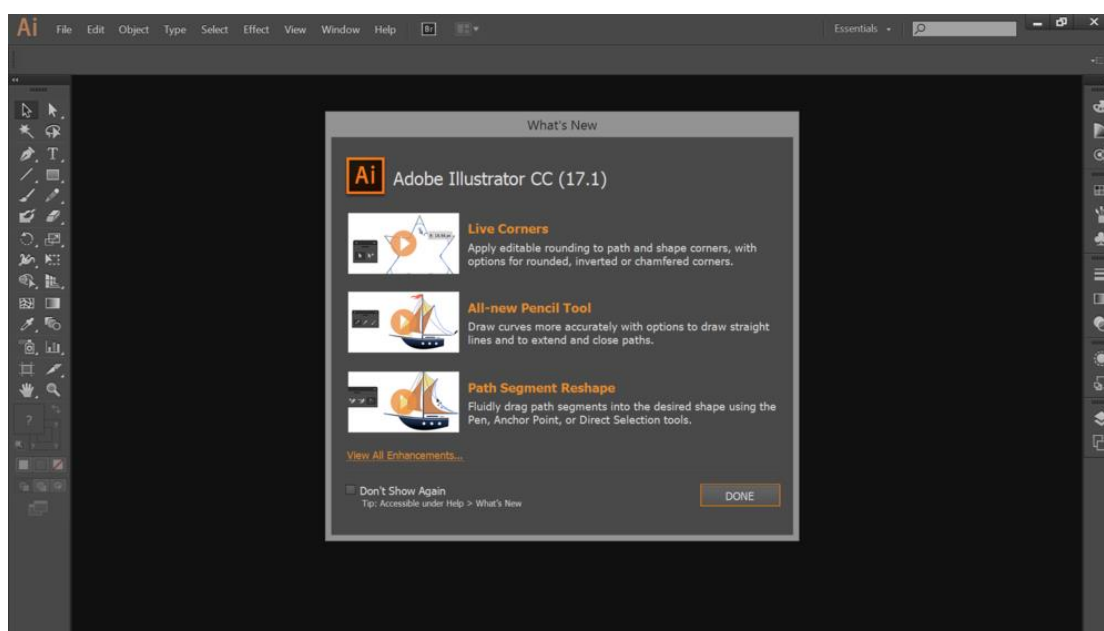 Ai File Edit Object Type Select Effect View Window Help Br Essentials
What's New
Ai Adobe Illustrator CC (17.1)
Live Corners
Apply editable rounding to path and shape corners, with
options for rounded, inverted or chamfered corners.
All-new Pencil Tool
Draw curves more accurately with options to draw straight
lines and to extend and close paths.
Path Segment Reshape
Fluidly drag path segments into the desired shape using the
Pen, Anchor Point, or Direct Selection tools.
View All Enhancements...
Don't Show Again
Tip: Accessible under Help > What's New
DONE
?